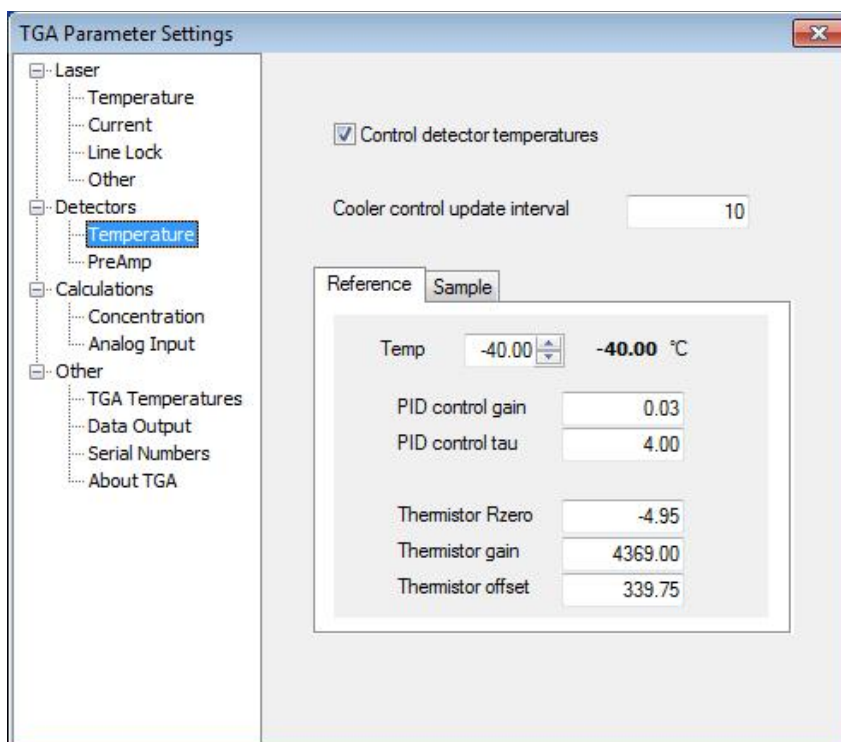 TGA Parameter Settings
Laser
Temperature
Current
Line Lock
Other
Detectors
Temperature
PreAmp
Calculations
Concentration
Analog Input
Other
TGA Temperatures
Data Output
Serial Numbers
About TGA
Control detector temperatures
Cooler control update interval 10
Reference Sample
Temp -40.00 -40.00 °C
PID control gain 0.03
PID control tau 4.00
Thermistor Rzero -4.95
Thermistor gain 4369.00
Thermistor offset 339.75